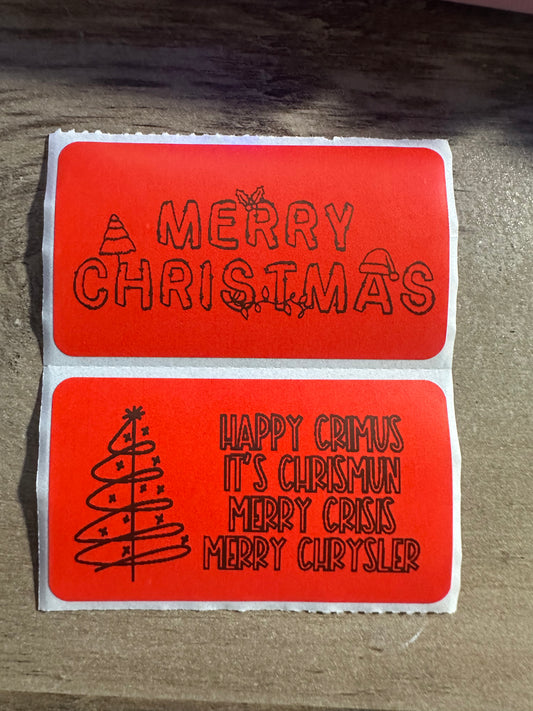 MERRY
CHRISTMAS
HAPPY CRIMUS
IT'S CHRISMUN
MERRY CRISIS
MERRY CHRYSLER